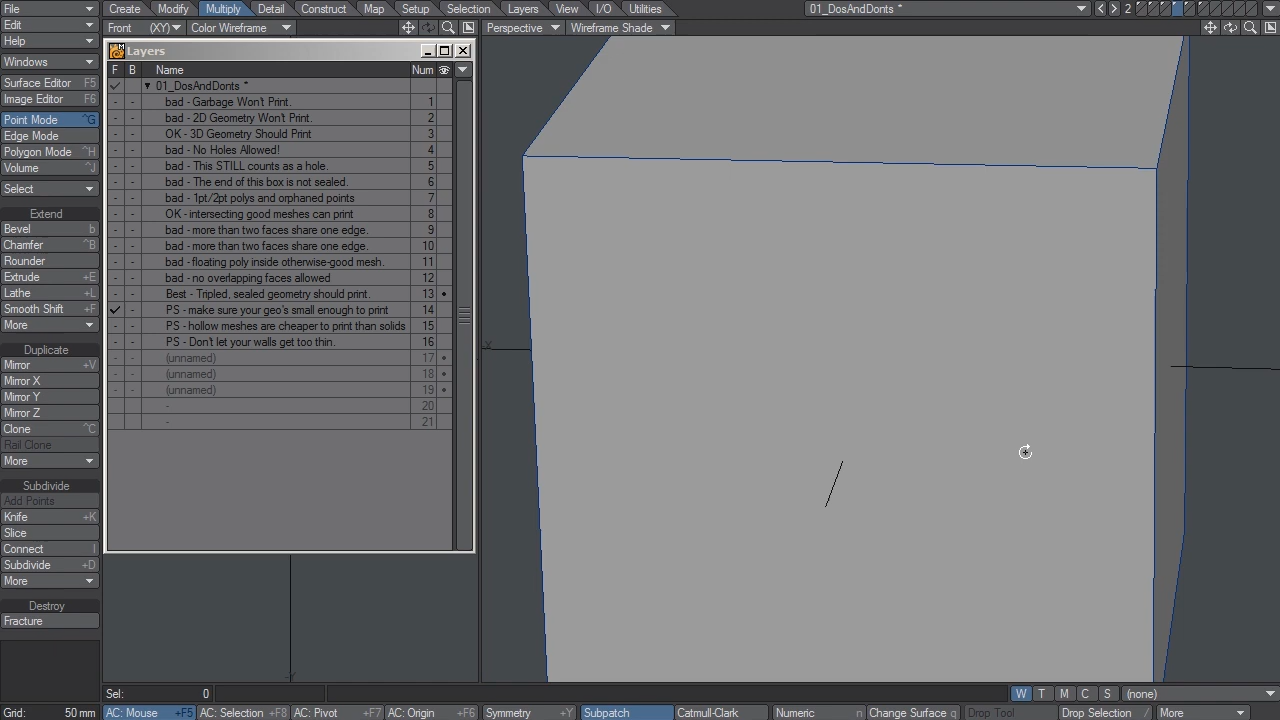 File
Create Modify Multiply Detail Construct Map Setup Selection Layers View I/O Utilities
01_DosAndDonts *
2
Edit
Front (XY) Color Wireframe
Perspective Wireframe Shade
Help
Windows
Layers
F B Name Num
Surface Editor F5
01_DosAndDonts *
Image Editor F6
bad - Garbage Won't Print. 1
Point Mode ^G
bad - 2D Geometry Won't Print. 2
Edge Mode
OK - 3D Geometry Should Print 3
Polygon Mode ^H
bad - No Holes Allowed! 4
Volume ^J
bad - This STILL counts as a hole. 5
bad - The end of this box is not sealed. 6
Select
bad - 1pt/2pt polys and orphaned points 7
Extend
OK - intersecting good meshes can print 8
Bevel b
bad - more than two faces share one edge. 9
Chamfer ^B
bad - more than two faces share one edge. 10
Rounder
bad - floating poly inside otherwise-good mesh. 11
Extrude +E
bad - no overlapping faces allowed 12
Lathe +L
Best - Tripled, sealed geometry should print. 13
Smooth Shift +F
PS - make sure your geo's small enough to print 14
More
PS - hollow meshes are cheaper to print than solids 15
Duplicate
PS - Don't let your walls get too thin. 16
Mirror +V
(unnamed) 17
Mirror X
(unnamed) 18
Mirror Y
(unnamed) 19
Mirror Z
- 20
Clone ^C
- 21
Rail Clone
More
Subdivide
Add Points
Knife +K
Slice
Connect l
Subdivide +D
More
Destroy
Fracture
-X
-Y
Sel: 0
W T M C S (none)
Grid: 50 mm
AC: Mouse +F5 AC: Selection +F8 AC: Pivot +F7 AC: Origin +F6 Symmetry +Y Subpatch Catmull-Clark Numeric n Change Surface q Drop Tool Drop Selection / More